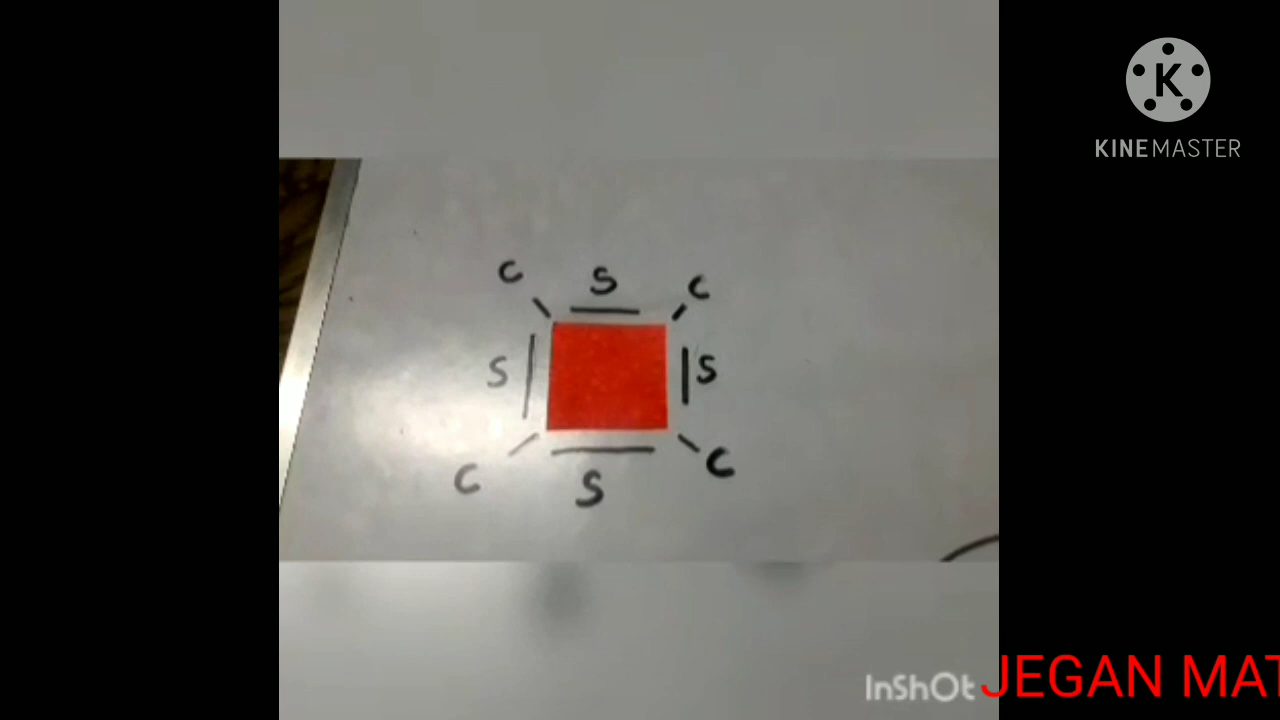 KINEMASTER
C S C
S S
C C
S
InShOt
JEGAN MAT